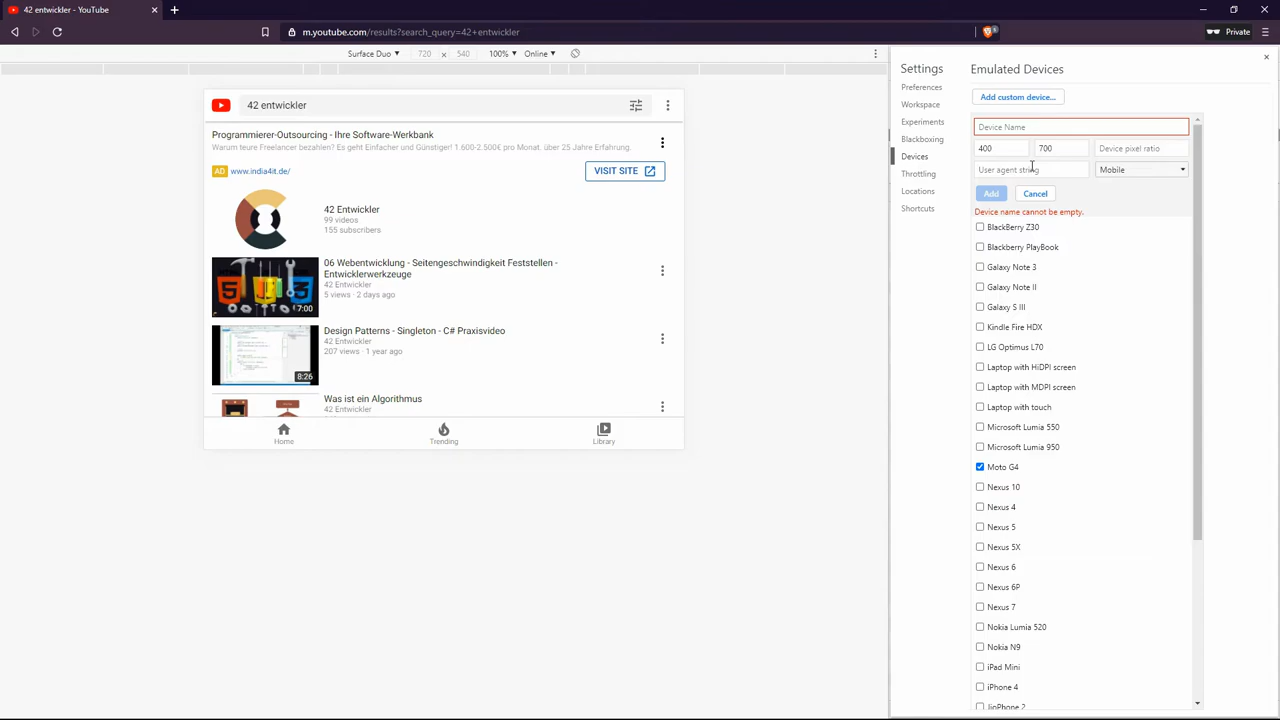 42 entwickler - YouTube
m.youtube.com/results?search_query=42+entwickler
Private
Surface Duo
720 x 540
100%
Online
42 entwickler
Programmierer-Outsourcing - Ihre Software-Werkbank
Warum teure Freelancer bezahlen? Es geht Einfacher und Günstiger! 1.600-2.500€ pro Monat. über 25 Jahre Erfahrung.
AD www.india4it.de/
VISIT SITE
42 Entwickler
99 videos
155 subscribers
06 Webentwicklung - Seitengeschwindigkeit Feststellen -
Entwicklerwerkzeuge
42 Entwickler
5 views · 2 days ago
7:00
Design Patterns - Singleton - C# Praxisvideo
42 Entwickler
207 views · 1 year ago
8:26
Was ist ein Algorithmus
42 Entwickler
Home
Trending
Library
Settings
Preferences
Workspace
Experiments
Blackboxing
Devices
Throttling
Locations
Shortcuts
Emulated Devices
Add custom device...
Device Name
400
700
Device pixel ratio
User agent string
Mobile
Add
Cancel
Device name cannot be empty.
BlackBerry Z30
Blackberry PlayBook
Galaxy Note 3
Galaxy Note II
Galaxy S III
Kindle Fire HDX
LG Optimus L70
Laptop with HiDPI screen
Laptop with MDPI screen
Laptop with touch
Microsoft Lumia 550
Microsoft Lumia 950
Moto G4
Nexus 10
Nexus 4
Nexus 5
Nexus 5X
Nexus 6
Nexus 6P
Nexus 7
Nokia Lumia 520
Nokia N9
iPad Mini
iPhone 4
JioPhone 2